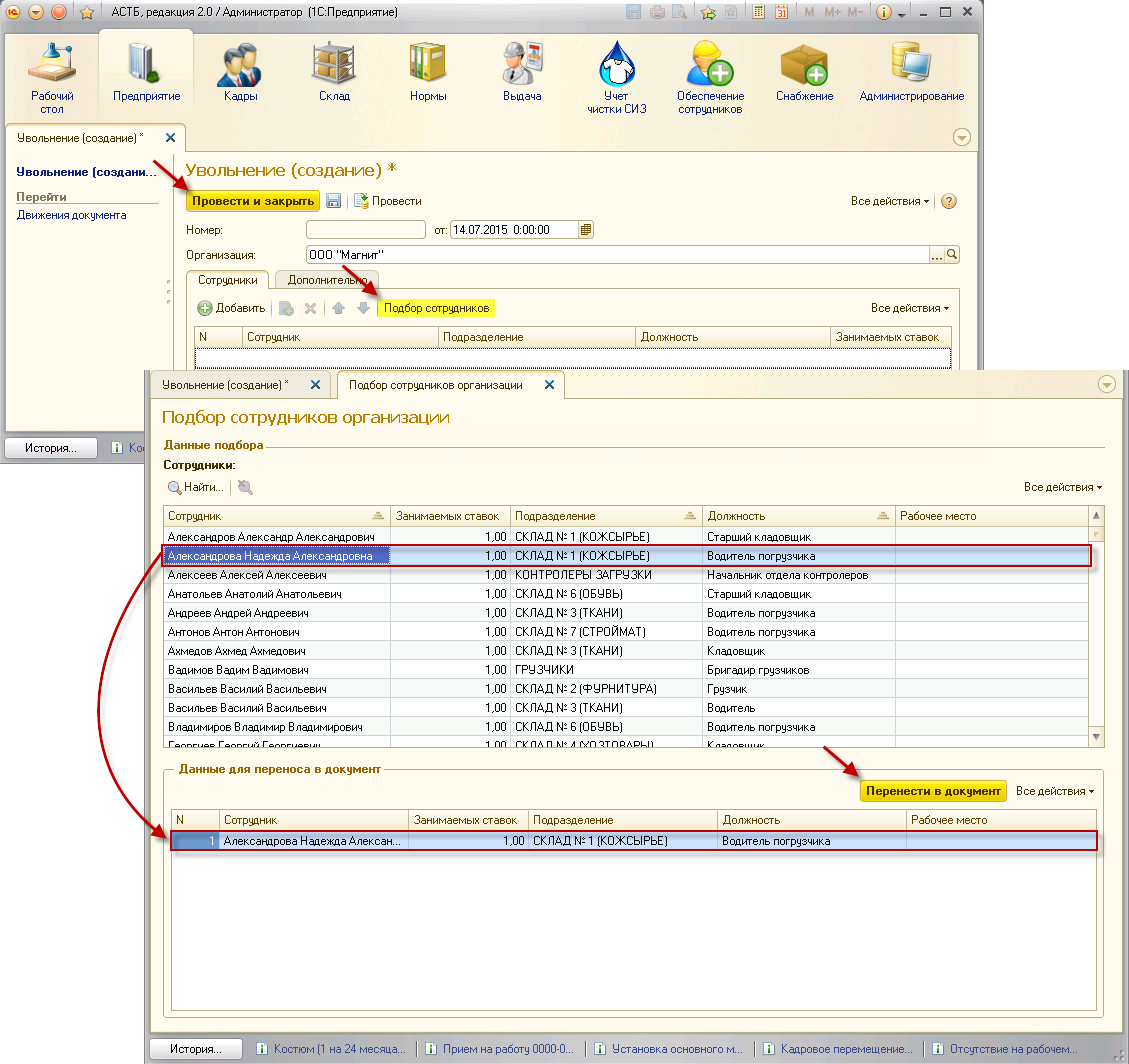 АСТБ, редакция 2.0 / Администратор (1С:Предприятие)
M M+ M-
Рабочий стол
Предприятие
Кадры
Склад
Нормы
Выдача
Учет чистки СИЗ
Обеспечение сотрудников
Снабжение
Администрирование
Увольнение (создание) *
Увольнение (создани...
Перейти
Движения документа
Увольнение (создание) *
Провести и закрыть
Провести
Все действия
Номер:
от: 14.07.2015 0:00:00
Организация: ООО "Магнит"
Сотрудники Дополнительно
Добавить
Подбор сотрудников
Все действия
N Сотрудник Подразделение Должность Занимаемых ставок
История...
Кос
Увольнение (создание) * Подбор сотрудников организации
Подбор сотрудников организации
Данные подбора
Сотрудники:
Найти...
Все действия
Сотрудник Занимаемых ставок Подразделение Должность Рабочее место
Александров Александр Александрович 1,00 СКЛАД № 1 (КОЖСЫРЬЕ) Старший кладовщик
Александрова Надежда Александровна 1,00 СКЛАД № 1 (КОЖСЫРЬЕ) Водитель погрузчика
Алексеев Алексей Алексеевич 1,00 КОНТРОЛЕРЫ ЗАГРУЗКИ Начальник отдела контролеров
Анатольев Анатолий Анатольевич 1,00 СКЛАД № 6 (ОБУВЬ) Старший кладовщик
Андреев Андрей Андреевич 1,00 СКЛАД № 3 (ТКАНИ) Водитель погрузчика
Антонов Антон Антонович 1,00 СКЛАД № 7 (СТРОЙМАТ) Водитель погрузчика
Ахмедов Ахмед Ахмедович 1,00 СКЛАД № 3 (ТКАНИ) Кладовщик
Вадимов Вадим Вадимович 1,00 ГРУЗЧИКИ Бригадир грузчиков
Васильев Василий Васильевич 1,00 СКЛАД № 2 (ФУРНИТУРА) Грузчик
Васильев Василий Васильевич 1,00 СКЛАД № 3 (ТКАНИ) Водитель
Владимиров Владимир Владимирович 1,00 СКЛАД № 6 (ОБУВЬ) Водитель погрузчика
Георгиев Георгий Георгиевич 1,00 СКЛАД № 4 (ХОЗТОВАРЫ) Кладовщик
Данные для переноса в документ
Перенести в документ
Все действия
N Сотрудник Занимаемых ставок Подразделение Должность Рабочее место
1 Александрова Надежда Алексан... 1,00 СКЛАД № 1 (КОЖСЫРЬЕ) Водитель погрузчика
История...
Костюм (1 на 24 месяца...
Прием на работу 0000-0...
Установка основного м...
Кадровое перемещение...
Отсутствие на рабочем...